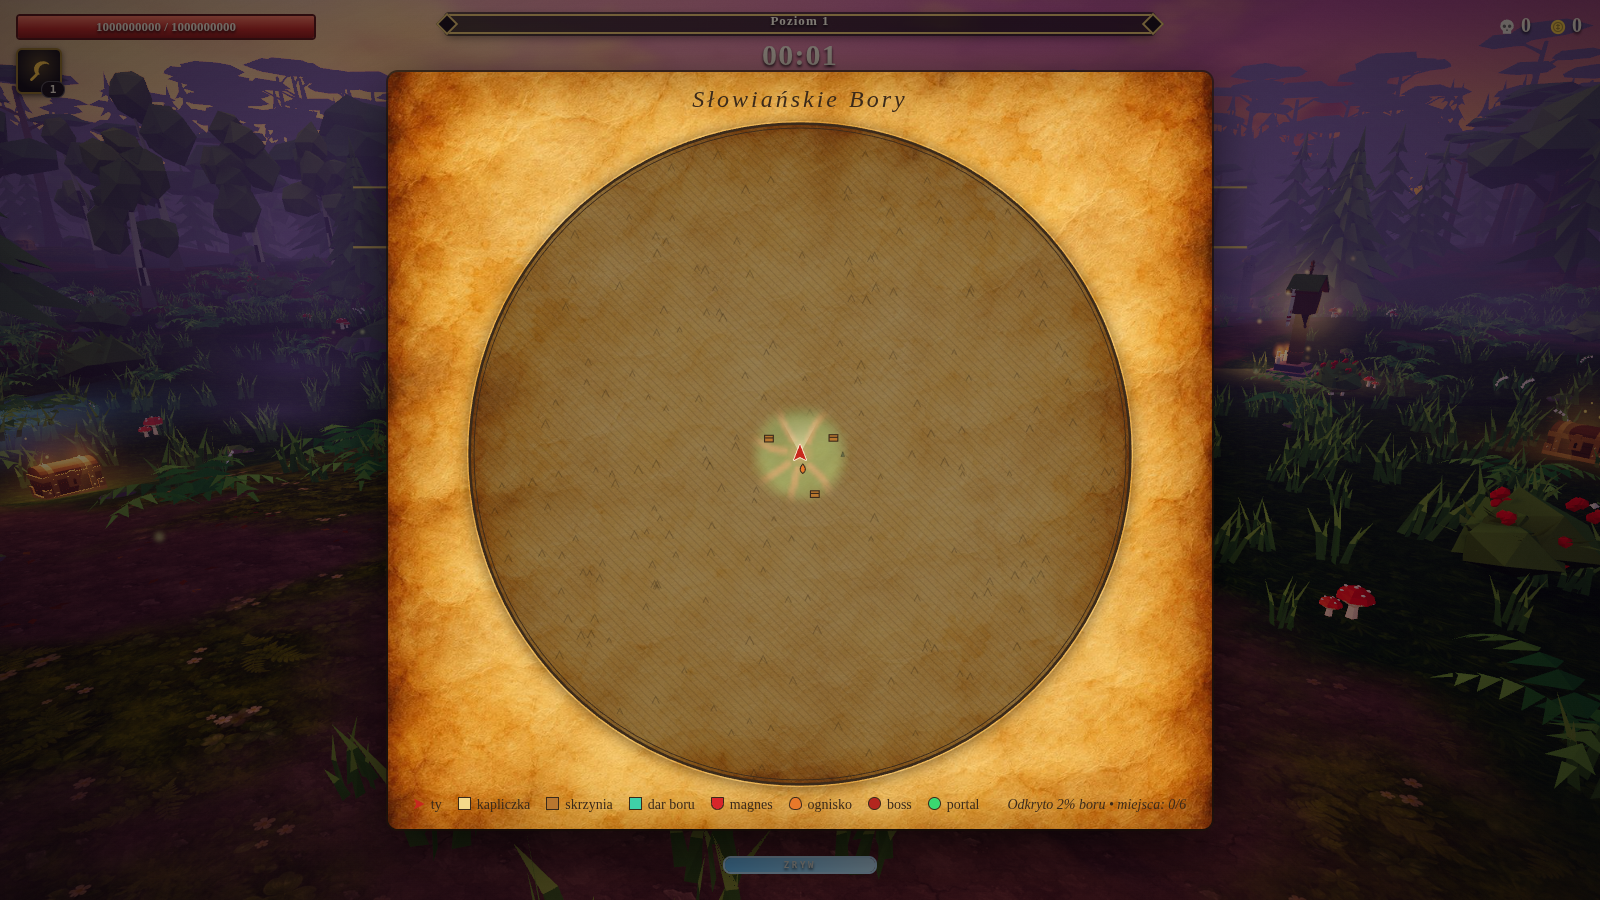 1000000000 / 1000000000
Poziom 1
0
0
00:01
1
Słowiańskie Bory
ty
kapliczka
skrzynia
dar boru
magnes
ognisko
boss
portal
Odkryto 2% boru • miejsca: 0/6